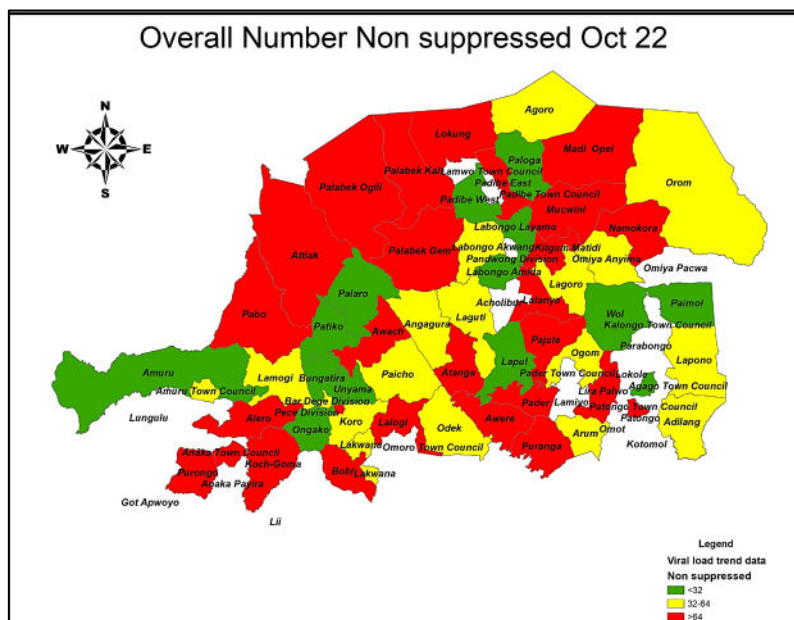 Overall Number Non suppressed Oct 22
N
W E
S
Agoro
Lokung
Paloga
Madi Opei
Palabek Kal
Lamwo Town Council
Padibe East
Orom
Palabek Ogili
Padibe West
Padibe Town Council
Mucwini
Namokora
Labongo Layamo
Attiak
Palabek Gem
Labongo Akwang
Kitgum Matidi
Pandwong Division
Omiya Anyima
Omiya Pacwa
Labongo Amida
Palaro
Lagoro
Pabo
Acholibur
Latanya
Wol
Paimol
Patiko
Awach
Angagura
Laguti
Kalongo Town Council
Pajule
Parabongo
Amuru
Lamogi
Bungatira
Paicho
Atanga
Lapul
Ogom
Lapono
Pader Town Council
Lokole
Amuru Town Council
Unyama
Agago Town Council
Bar Dege Division
Lira Palwo
Lamiyo
Pader
Patongo Town Council
Lungulu
Alero
Pece Division
Koro
Lalogi
Odek
Awere
Patongo
Adilang
Ongako
Puranga
Arum
Omot
Lakwana
Omoro Town Council
Kotomol
Anaka Town Council
Koch-Goma
Purongo
Bobi
Lakwana
Anaka Payira
Got Apwoyo
Lii
Legend
Viral load trend data
Non suppressed
<32
32-64
>64